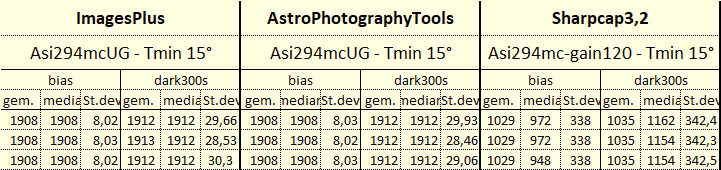 ImagesPlus AstroPhotographyTools Sharpcap3,2
Asi294mcUG - Tmin 15° Asi294mcUG - Tmin 15° Asi294mc-gain120 - Tmin 15°
bias dark300s bias dark300s bias dark300s
gem. media St.dev gem. media St.dev gem. mediar St.dev gem. mediar St.dev gem. media St.dev gem. media St.dev
1908 1908 8,02 1912 1912 29,66 1908 1908 8,03 1912 1912 29,93 1029 972 338 1035 1162 342,4
1908 1908 8,03 1913 1912 28,53 1908 1908 8,02 1912 1912 28,46 1029 972 338 1035 1154 342,3
1908 1908 8,02 1912 1912 30,3 1908 1908 8,03 1912 1912 29,06 1029 948 338 1035 1154 342,5